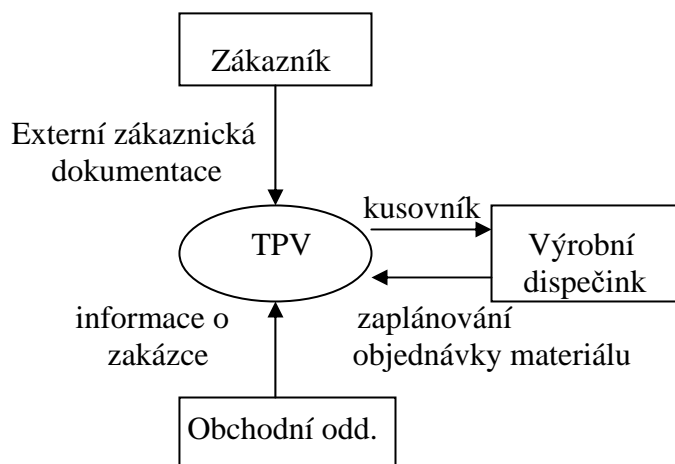 Zákazník
Externí zákaznická
dokumentace
kusovník
TPV
Výrobní
dispečink
informace o
zakázce
zaplánování
objednávky materiálu
Obchodní odd.